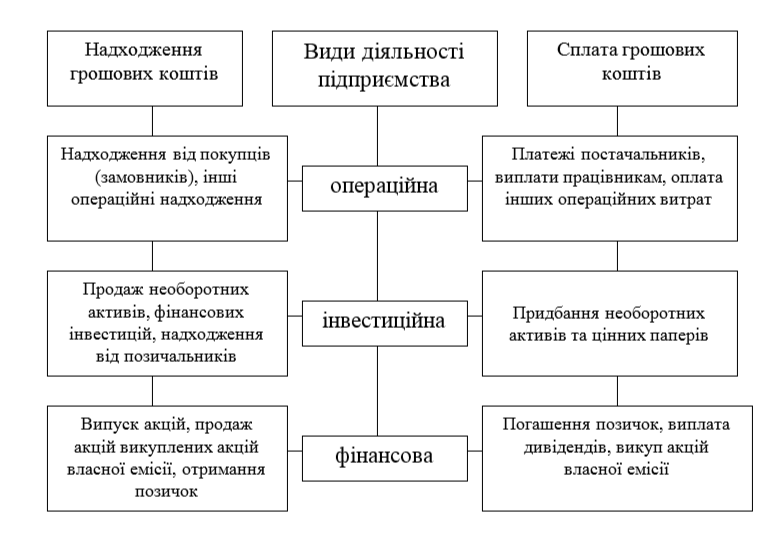 Надходження
грошових коштів
Види діяльності
підприємства
Сплата грошових
коштів
Надходження від покупців
(замовників), інші
операційні надходження
операційна
Платежі постачальників,
виплати працівникам, оплата
інших операційних витрат
Продаж необоротних
активів, фінансових
інвестицій, надходження
від позичальників
інвестиційна
Придбання необоротних
активів та цінних паперів
Випуск акцій, продаж
акцій викуплених акцій
власної емісії, отримання
позичок
фінансова
Погашення позичок, виплата
дивідендів, викуп акцій
власної емісії